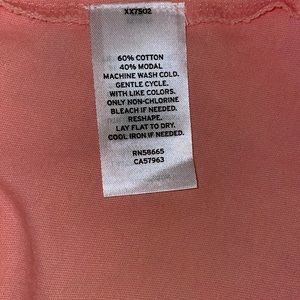 XX7502
60% COTTON
40% MODAL
MACHINE WASH COLD.
GENTLE CYCLE.
WITH LIKE COLORS.
ONLY NON-CHLORINE
BLEACH IF NEEDED.
RESHAPE.
LAY FLAT TO DRY.
COOL IRON IF NEEDED.
RN58665
CA57963